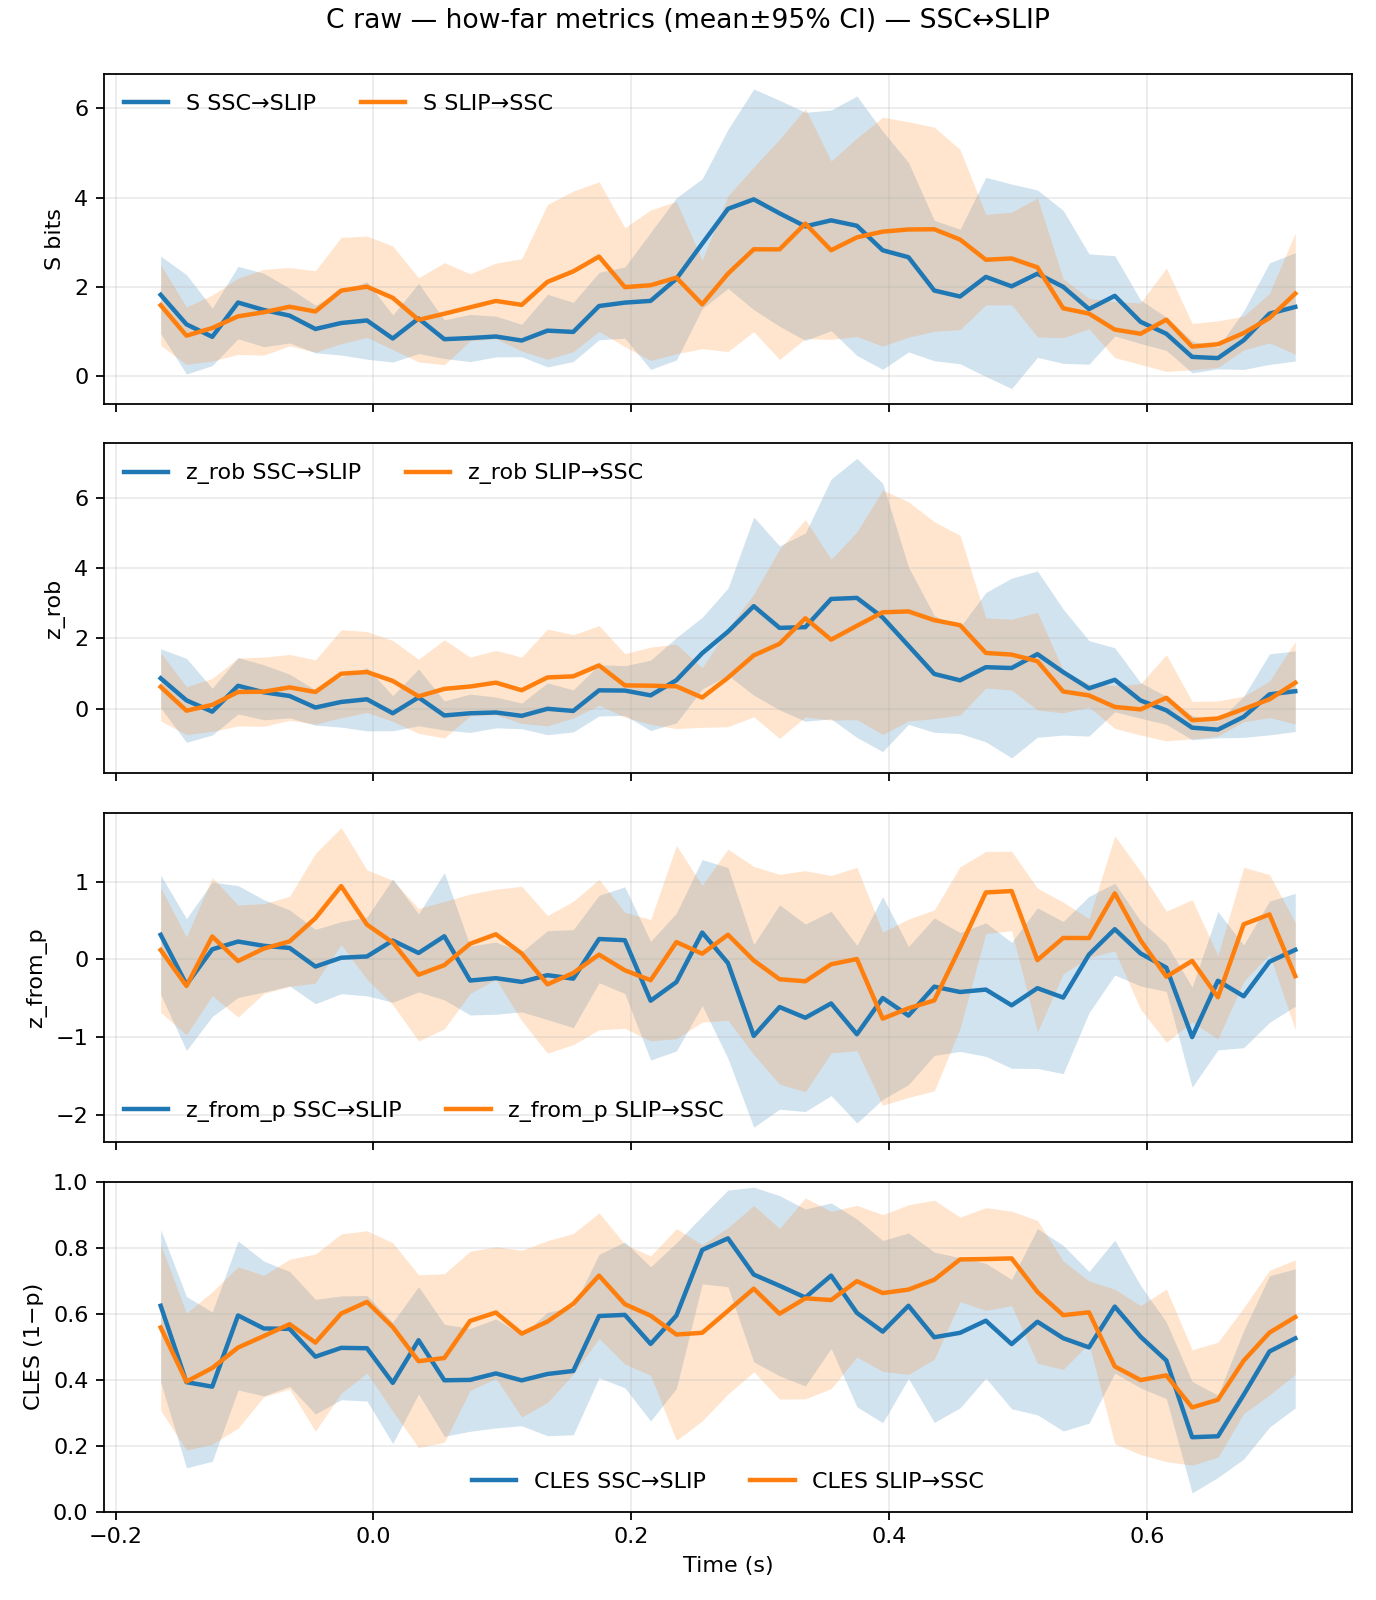 C raw — how-far metrics (mean±95% CI) — SSC↔SLIP
S SSC→SLIP S SLIP→SSC
6
4
2
0
S bits
z_rob SSC→SLIP z_rob SLIP→SSC
6
4
2
0
z_rob
1
0
−1
−2
z_from_p
z_from_p SSC→SLIP z_from_p SLIP→SSC
1.0
0.8
0.6
0.4
0.2
0.0
CLES (1−p)
CLES SSC→SLIP CLES SLIP→SSC
−0.2 0.0 0.2 0.4 0.6
Time (s)